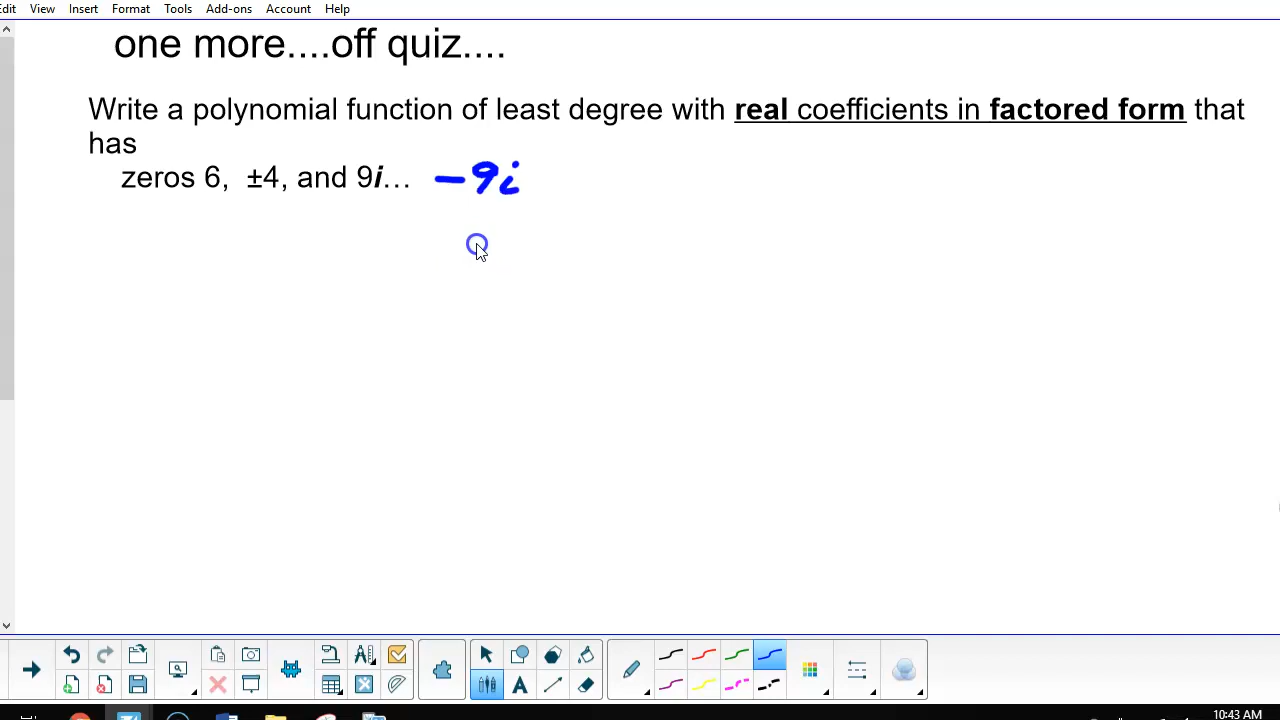 Edit View Insert Format Tools Add-ons Account Help
one more....off quiz....
Write a polynomial function of least degree with real coefficients in factored form that
has
zeros 6, ±4, and 9i... -9i
10:43 AM